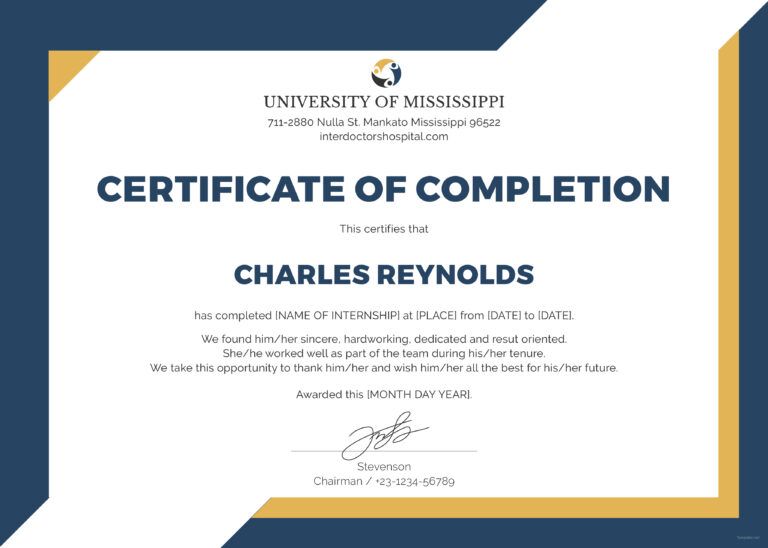 UNIVERSITY OF MISSISSIPPI
711-2880 Nulla St. Mankato Mississippi 96522
interdoctorshospital.com
CERTIFICATE OF COMPLETION
This certifies that
CHARLES REYNOLDS
has completed [NAME OF INTERNSHIP] at [PLACE] from [DATE] to [DATE].
We found him/her sincere, hardworking, dedicated and resut oriented.
She/he worked well as part of the team during his/her tenure.
We take this opportunity to thank him/her and wish him/her all the best for his/her future.
Awarded this [MONTH DAY YEAR].
Stevenson
Chairman / +23-1234-56789